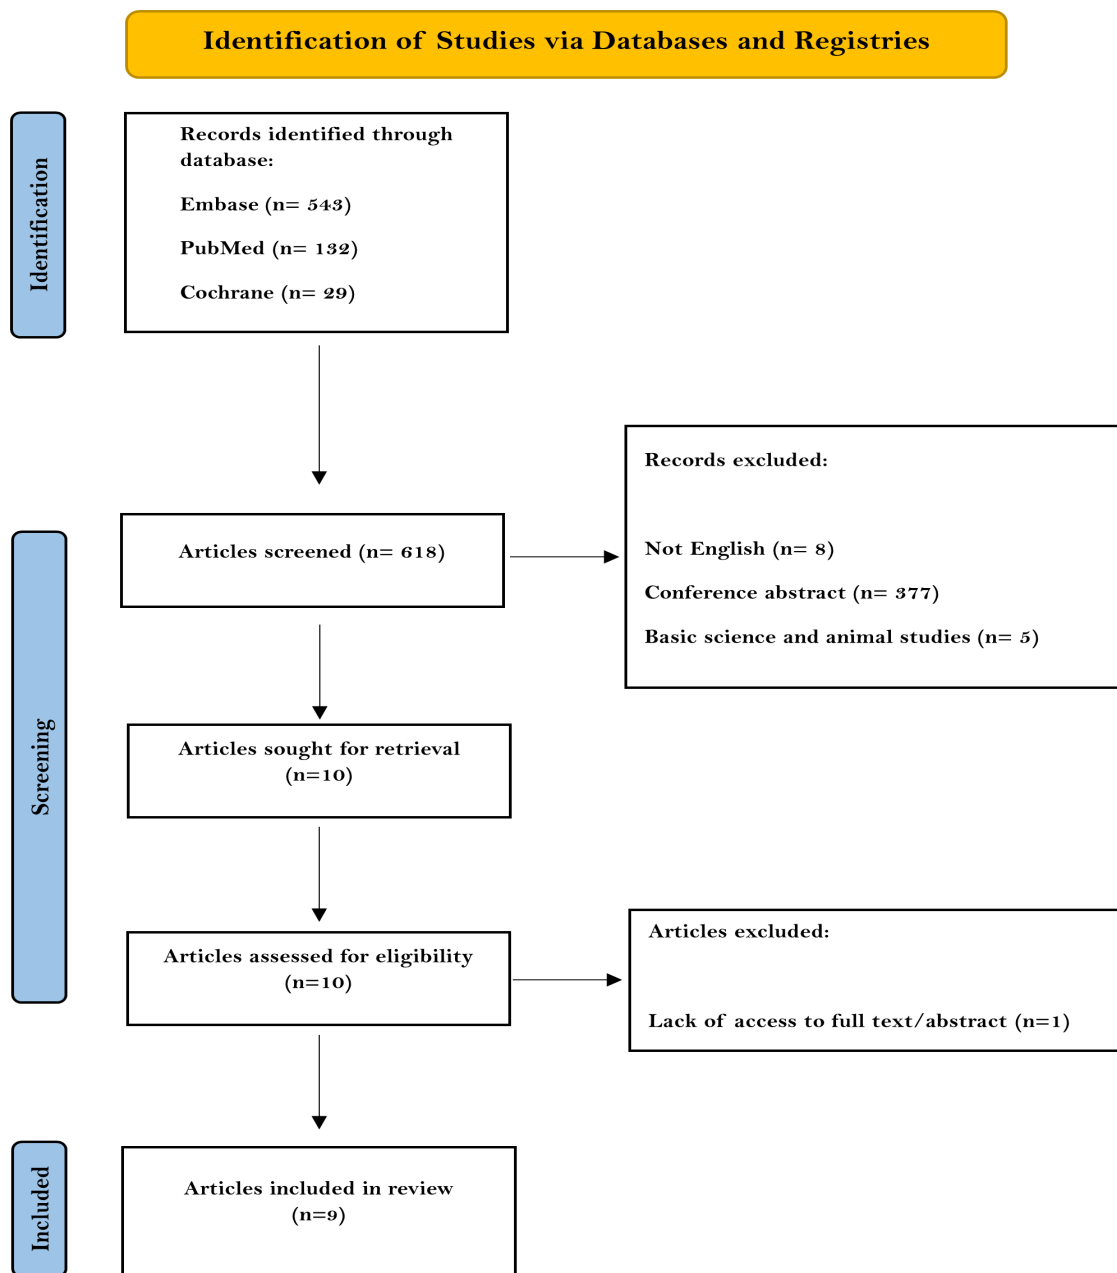 Identification of Studies via Databases and Registries
Identification
Records identified through
database:
Embase (n= 543)
PubMed (n= 132)
Cochrane (n= 29)
Records excluded:
Not English (n= 8)
Conference abstract (n= 377)
Basic science and animal studies (n= 5)
Screening
Articles screened (n= 618)
Articles sought for retrieval
(n=10)
Articles assessed for eligibility
(n=10)
Articles excluded:
Lack of access to full text/abstract (n=1)
Included
Articles included in review
(n=9)